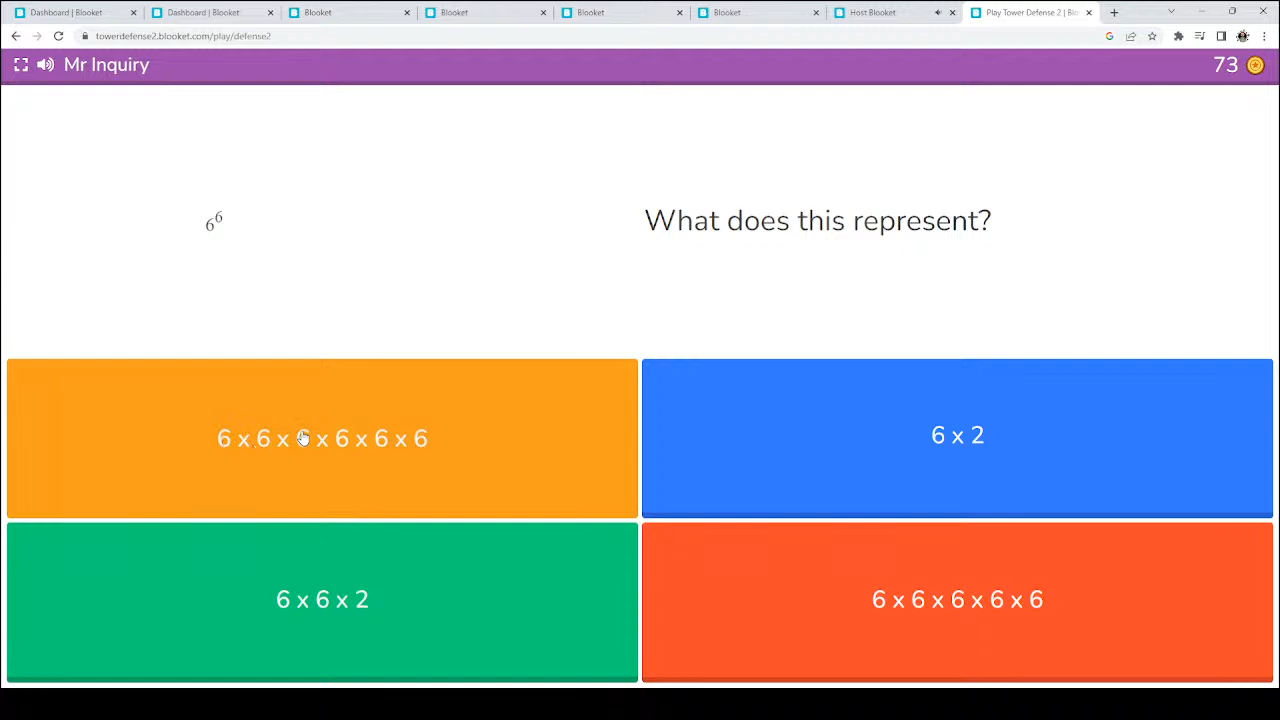 Dashboard | Blooket
Dashboard | Blooket
Blooket
Blooket
Blooket
Blooket
Host Blooket
Play Tower Defense 2 | Blo
towerdefense2.blooket.com/play/defense2
Mr Inquiry
73
6⁶
What does this represent?
6 x 6 x 6 x 6 x 6 x 6
6 x 2
6 x 6 x 2
6 x 6 x 6 x 6 x 6